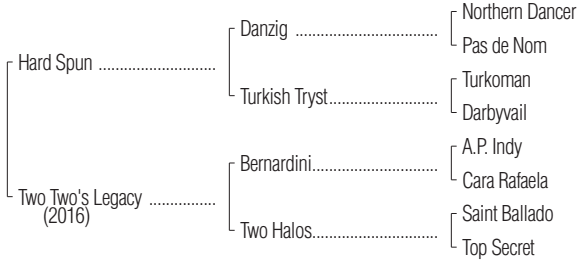 Northern Dancer
Danzig ................................
Pas de Nom
Hard Spun ..........................
Turkoman
Turkish Tryst........................
Darbyvail
A.P. Indy
Bernardini............................
Cara Rafaela
Two Two's Legacy ...............
(2016)
Saint Ballado
Two Halos............................
Top Secret